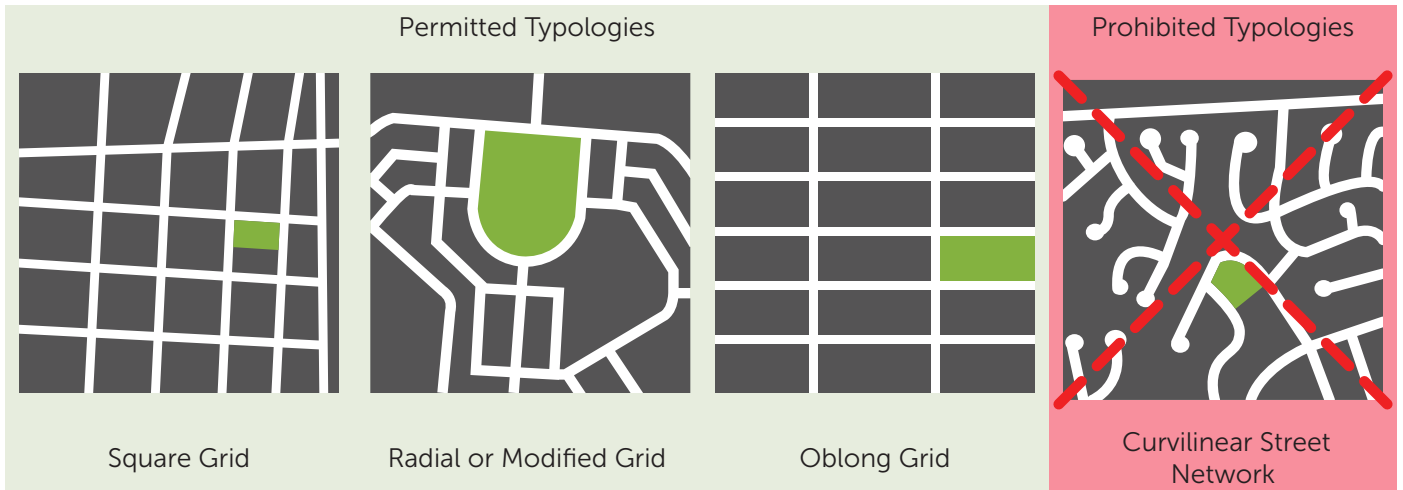 Permitted Typologies
Prohibited Typologies
Square Grid
Radial or Modified Grid
Oblong Grid
Curvilinear Street
Network